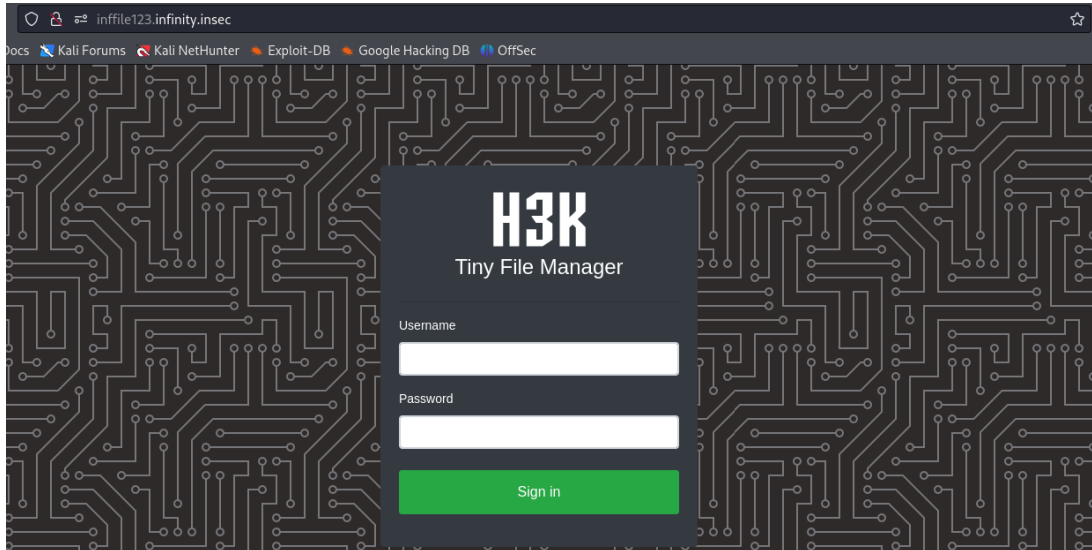 inffile123.infinity.insec
Docs Kali Forums Kali NetHunter Exploit-DB Google Hacking DB OffSec
H3K
Tiny File Manager
Username
Password
Sign in